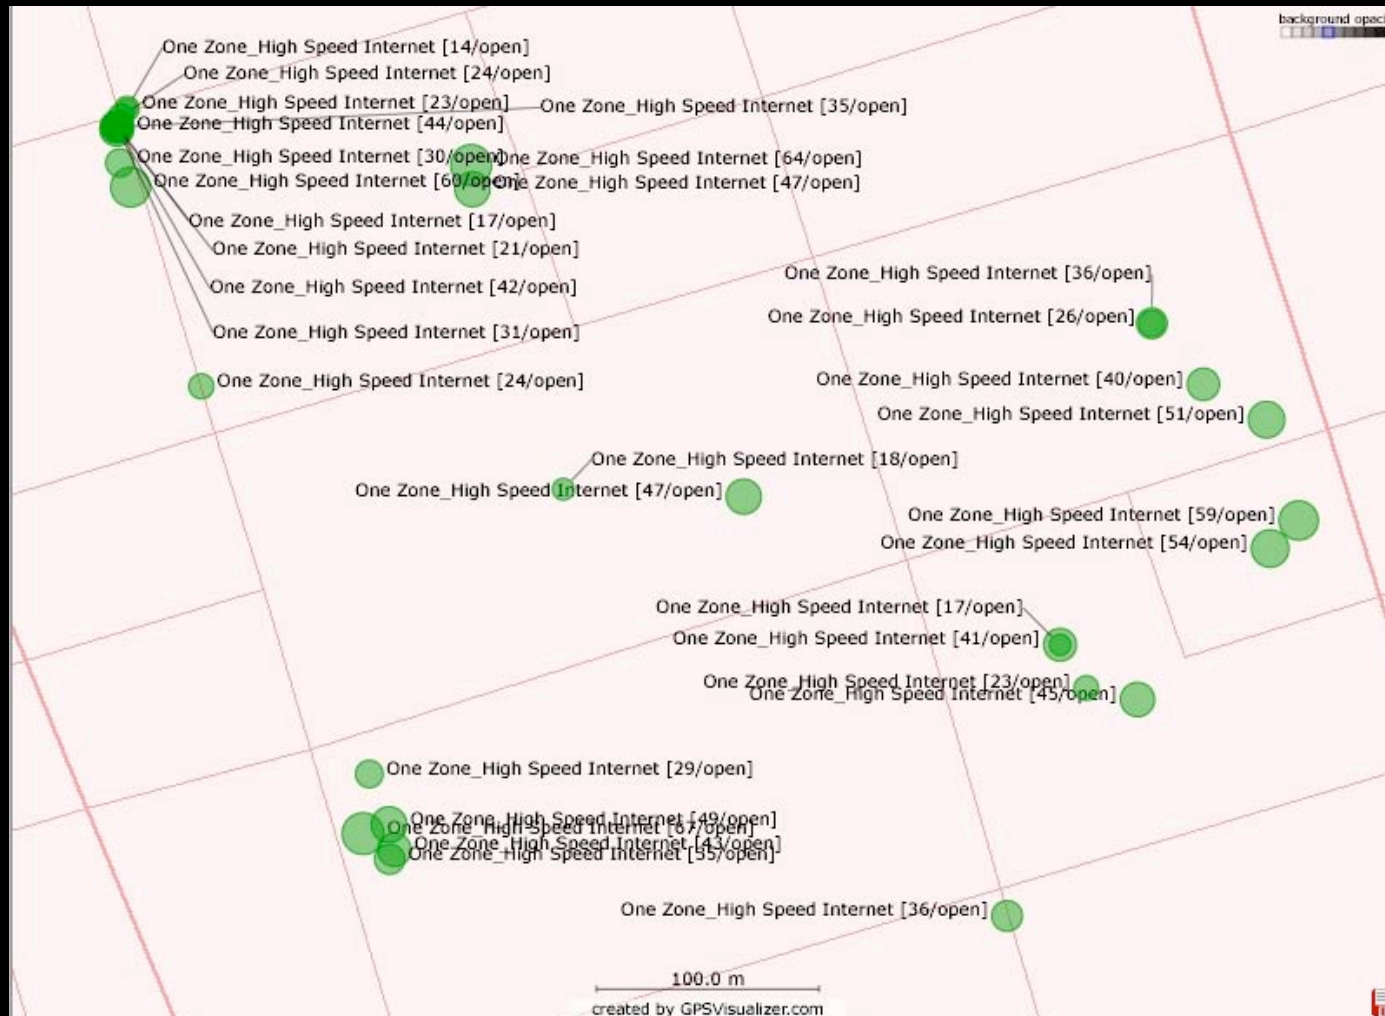 background opaci
One Zone_High Speed Internet [14/open]
One Zone_High Speed Internet [24/open]
One Zone_High Speed Internet [23/open]
One Zone_High Speed Internet [35/open]
One Zone_High Speed Internet [44/open]
One Zone_High Speed Internet [30/open]
One Zone_High Speed Internet [64/open]
One Zone_High Speed Internet [60/open]
One Zone_High Speed Internet [47/open]
One Zone_High Speed Internet [17/open]
One Zone_High Speed Internet [21/open]
One Zone_High Speed Internet [36/open]
One Zone_High Speed Internet [42/open]
One Zone_High Speed Internet [26/open]
One Zone_High Speed Internet [31/open]
One Zone_High Speed Internet [24/open]
One Zone_High Speed Internet [40/open]
One Zone_High Speed Internet [51/open]
One Zone_High Speed Internet [18/open]
One Zone_High Speed Internet [47/open]
One Zone_High Speed Internet [59/open]
One Zone_High Speed Internet [54/open]
One Zone_High Speed Internet [17/open]
One Zone_High Speed Internet [41/open]
One Zone_High Speed Internet [23/open]
One Zone_High Speed Internet [45/open]
One Zone_High Speed Internet [29/open]
One Zone_High Speed Internet [49/open]
One Zone_High Speed Internet [67/open]
One Zone_High Speed Internet [43/open]
One Zone_High Speed Internet [55/open]
One Zone_High Speed Internet [36/open]
100.0 m
created by GPSVisualizer.com